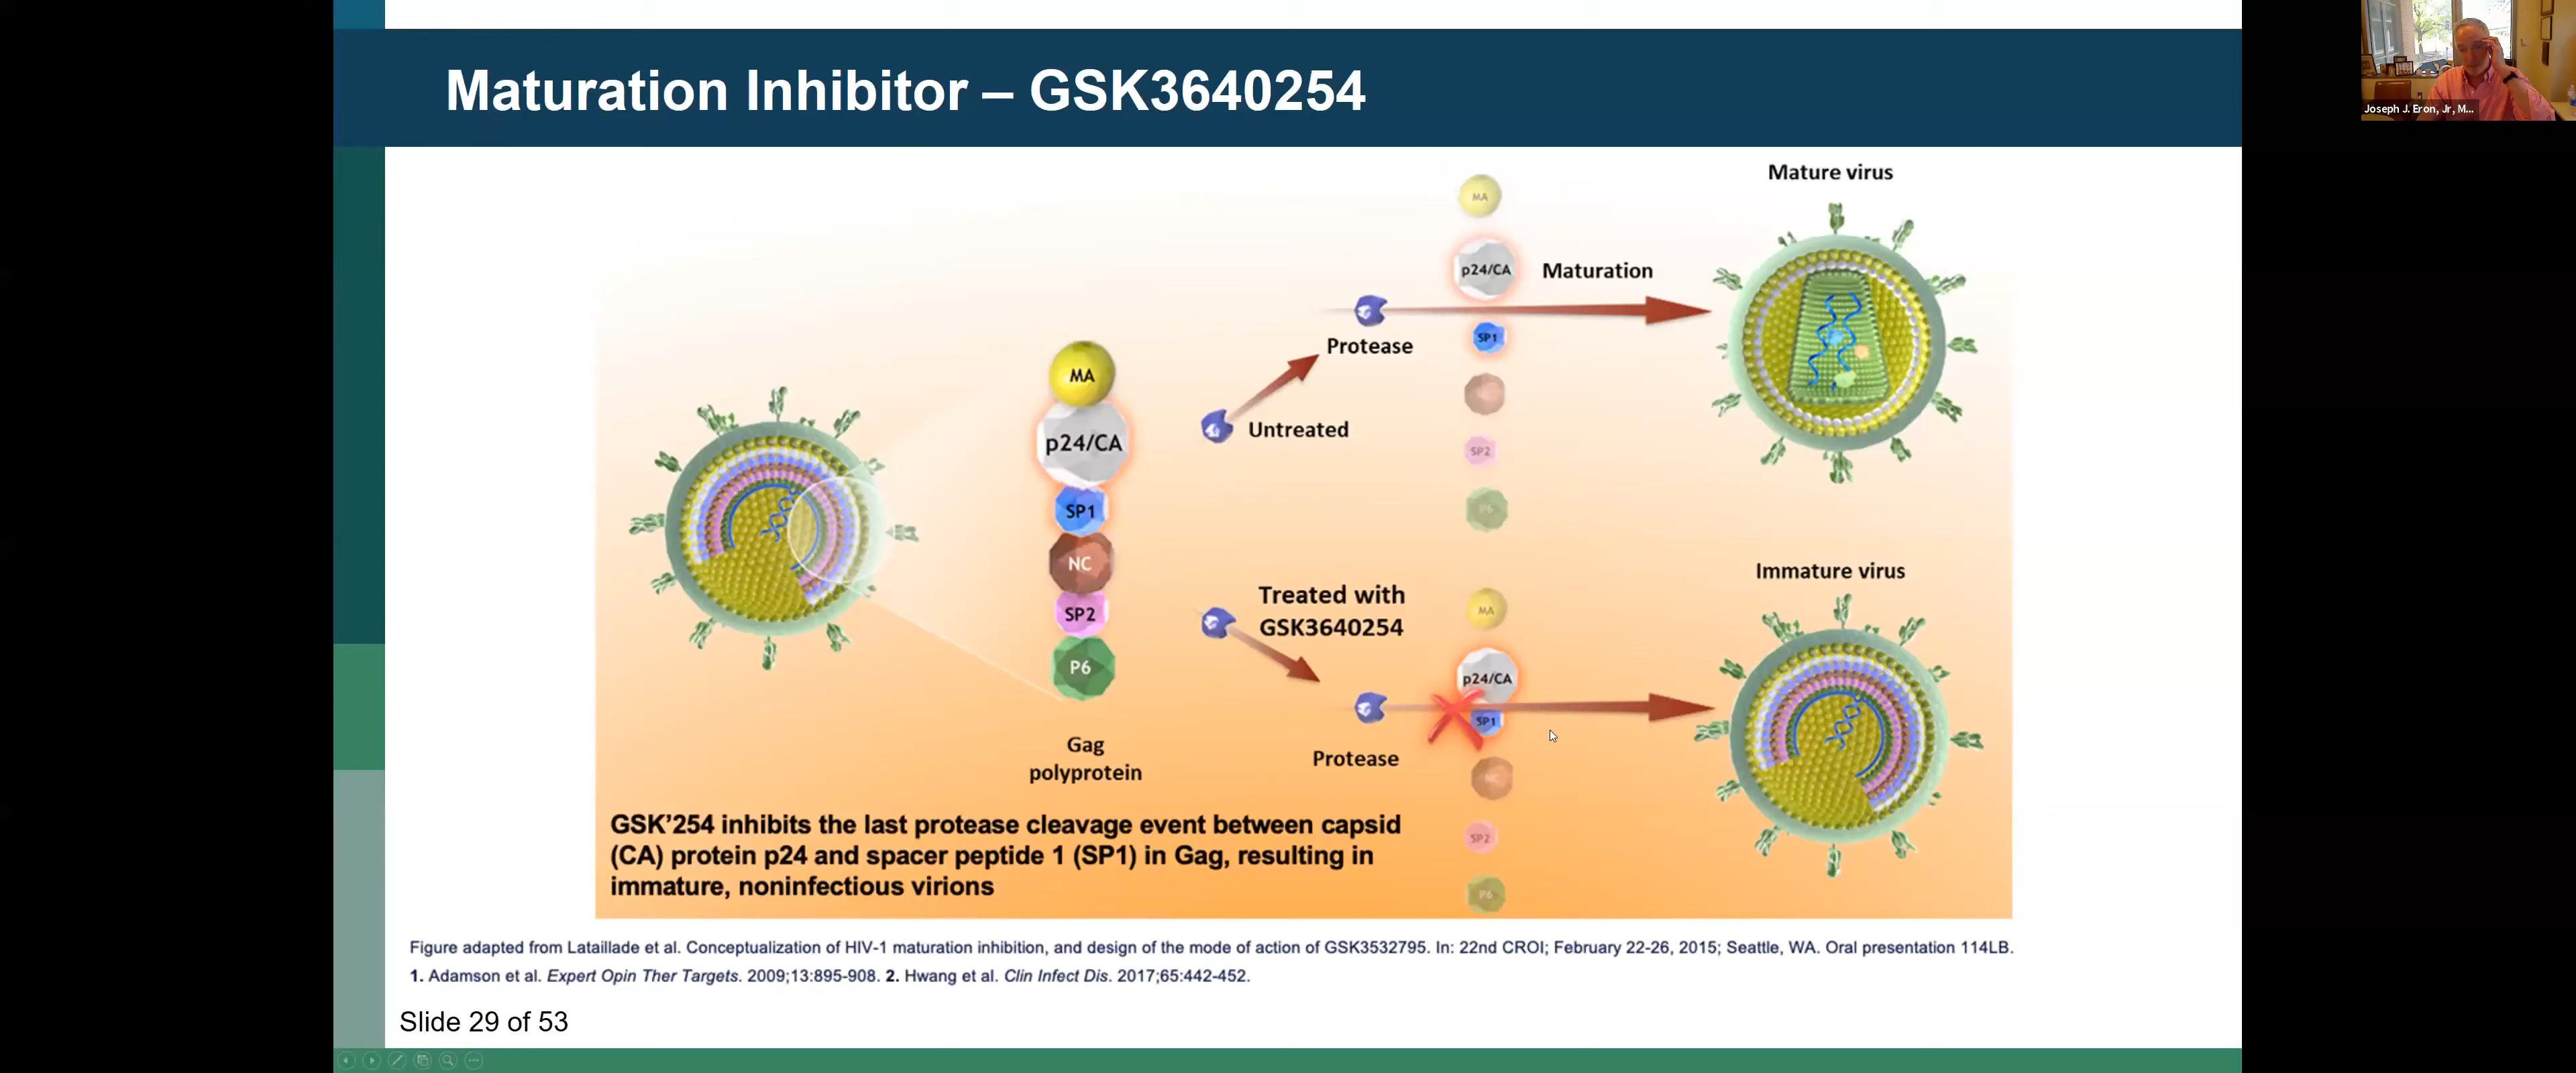 Maturation Inhibitor – GSK3640254
Joseph J. Eron, Jr, M...
Mature virus
MA
p24/CA
Maturation
SP1
Protease
Untreated
SP2
P6
MA
p24/CA
SP1
NC
SP2
P6
Gag
polyprotein
Treated with
GSK3640254
Protease
MA
p24/CA
SP1
NC
SP2
P6
Immature virus
GSK'254 inhibits the last protease cleavage event between capsid
(CA) protein p24 and spacer peptide 1 (SP1) in Gag, resulting in
immature, noninfectious virions
Figure adapted from Lataillade et al. Conceptualization of HIV-1 maturation inhibition, and design of the mode of action of GSK3532795. In: 22nd CROI; February 22-26, 2015; Seattle, WA. Oral presentation 114LB.
1. Adamson et al. Expert Opin Ther Targets. 2009;13:895-908. 2. Hwang et al. Clin Infect Dis. 2017;65:442-452.
Slide 29 of 53